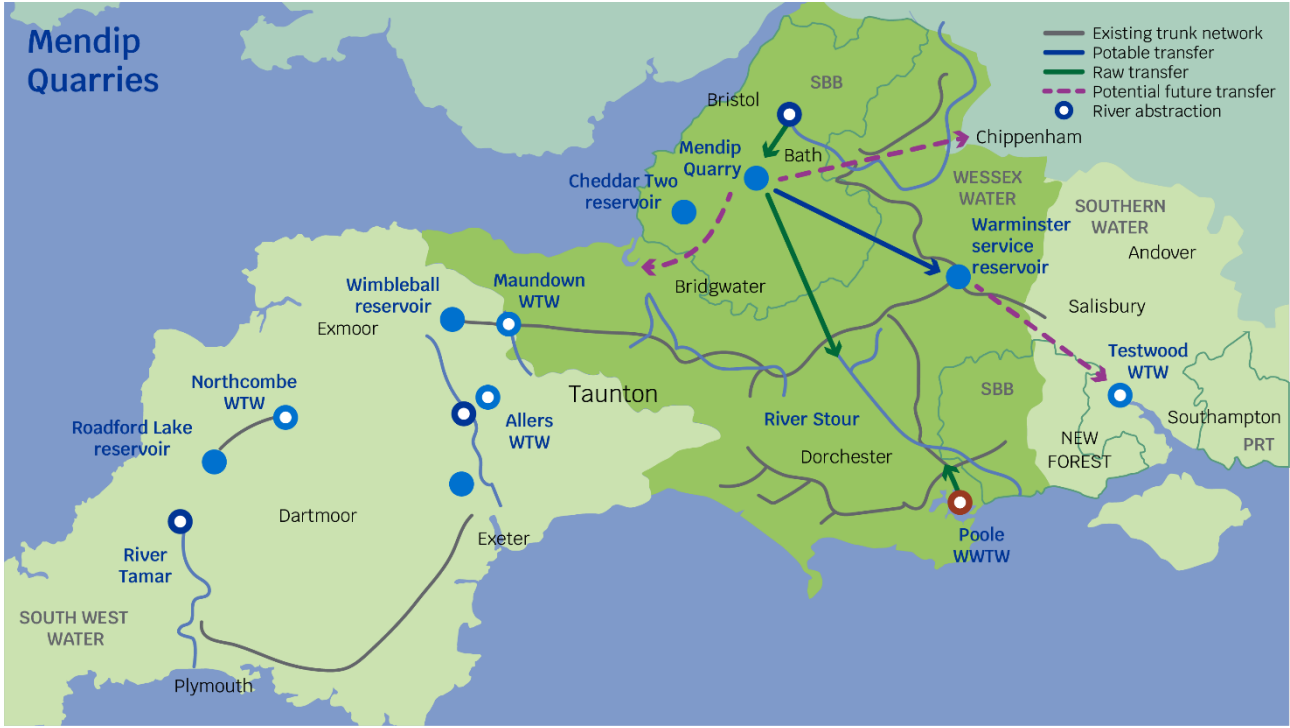 Mendip
Quarries
Existing trunk network
Potable transfer
Raw transfer
Potential future transfer
River abstraction
SBB
Bristol
Chippenham
Mendip
Quarry
Bath
Cheddar Two
reservoir
WESSEX
WATER
SOUTHERN
WATER
Warminster
service
reservoir
Andover
Wimbleball
reservoir
Maundown
WTW
Bridgwater
Salisbury
Exmoor
Testwood
WTW
Northcombe
WTW
Taunton
SBB
Roadford Lake
reservoir
Allers
WTW
River Stour
Southampton
NEW
FOREST
PRT
Dorchester
Dartmoor
Exeter
Poole
WWTW
River
Tamar
SOUTH WEST
WATER
Plymouth